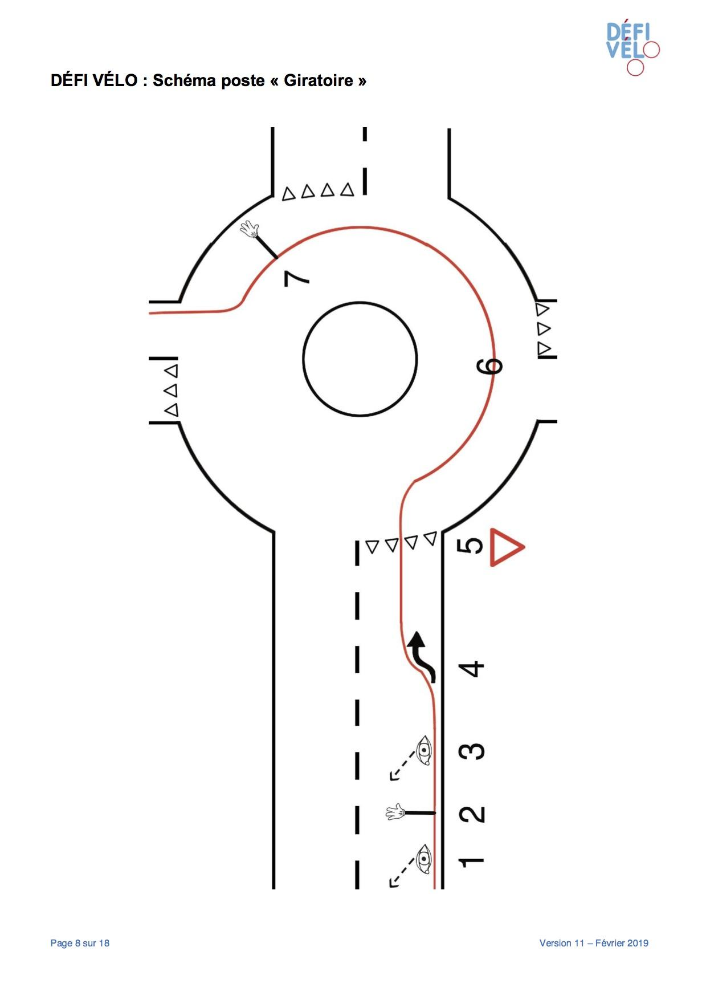 DÉFI
VÉLO
DÉFI VÉLO : Schéma poste « Giratoire »
7
6
5
4
3
2
1
Page 8 sur 18
Version 11 – Février 2019